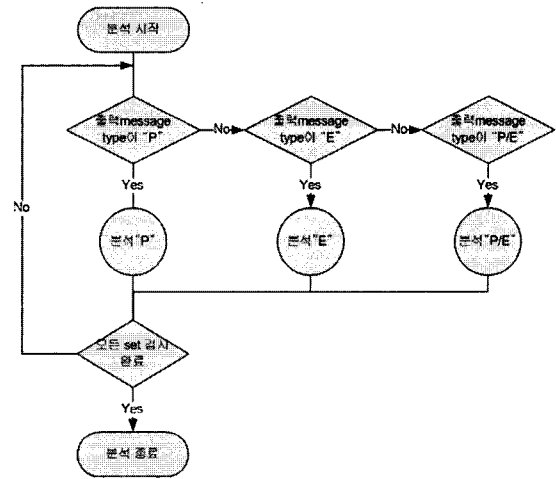 분석 시작
출력message
type이 "P"
No
출력message
type이 "E"
No
출력message
type이 "P/E"
Yes
Yes
Yes
No
분석"P"
분석"E"
분석"P/E"
모든 set 검사
완료
Yes
분석 종료